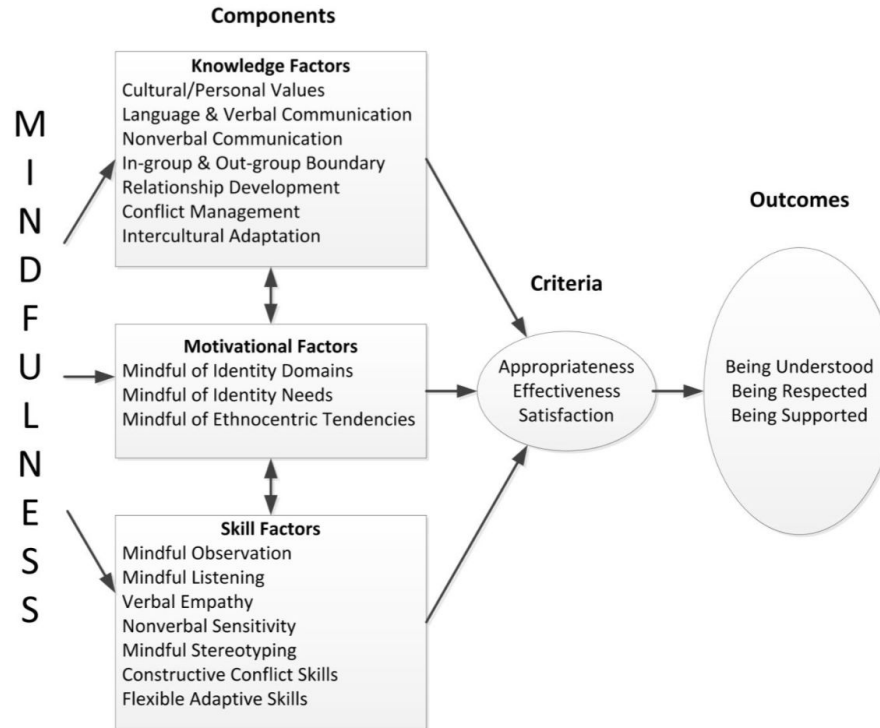 Components
MINDFULNESS
Knowledge Factors
Cultural/Personal Values
Language & Verbal Communication
Nonverbal Communication
In-group & Out-group Boundary
Relationship Development
Conflict Management
Intercultural Adaptation
Motivational Factors
Mindful of Identity Domains
Mindful of Identity Needs
Mindful of Ethnocentric Tendencies
Skill Factors
Mindful Observation
Mindful Listening
Verbal Empathy
Nonverbal Sensitivity
Mindful Stereotyping
Constructive Conflict Skills
Flexible Adaptive Skills
Criteria
Appropriateness
Effectiveness
Satisfaction
Outcomes
Being Understood
Being Respected
Being Supported